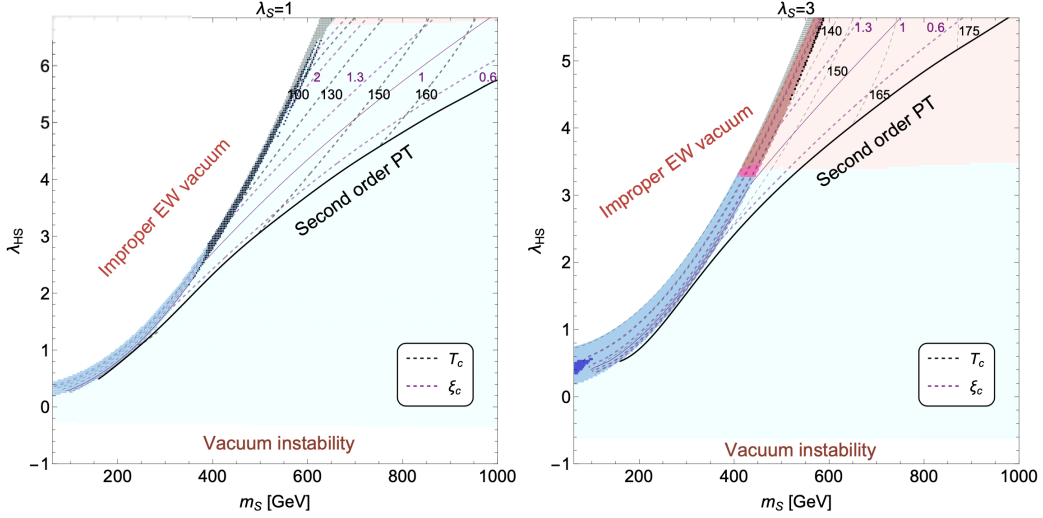 λS=1
6
5
4
3
2
1
0
−1
λHS
2
1.3
1
0.6
100
130
150
160
Improper EW vacuum
Second order PT
Tc
ξc
Vacuum instability
200
400
600
800
1000
mS [GeV]
λS=3
5
4
3
2
1
0
−1
λHS
140
1.3
1
0.6
175
150
165
Improper EW vacuum
Second order PT
Tc
ξc
Vacuum instability
200
400
600
800
1000
mS [GeV]